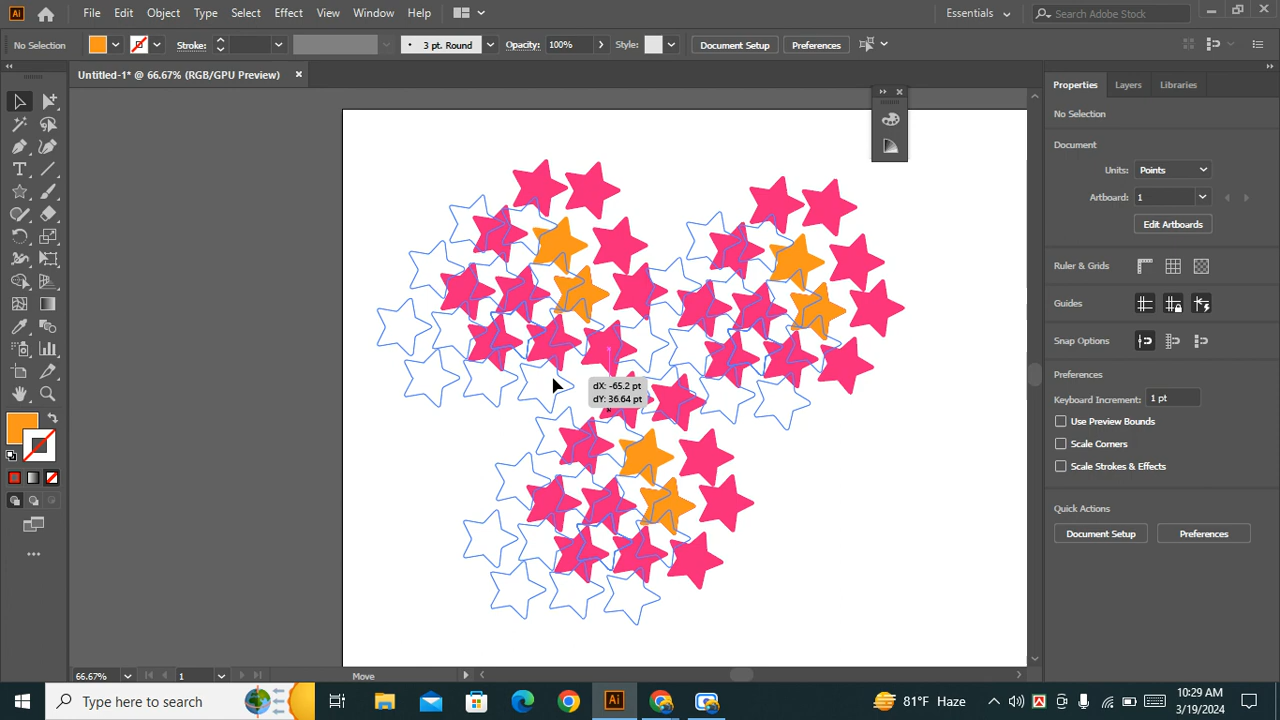 Ai
File Edit Object Type Select Effect View Window Help
Essentials
Search Adobe Stock
No Selection
Stroke:
3 pt. Round
Opacity: 100%
Style:
Document Setup
Preferences
Untitled-1* @ 66.67% (RGB/GPU Preview)
Properties Layers Libraries
No Selection
Document
Units: Points
Artboard: 1
Edit Artboards
Ruler & Grids
Guides
Snap Options
Preferences
Keyboard Increment: 1 pt
Use Preview Bounds
Scale Corners
Scale Strokes & Effects
Quick Actions
Document Setup Preferences
dX: -65.2 pt
dY: 36.64 pt
66.67% 1 Move
Type here to search
Ai
81°F Haze
10:29 AM
3/19/2024